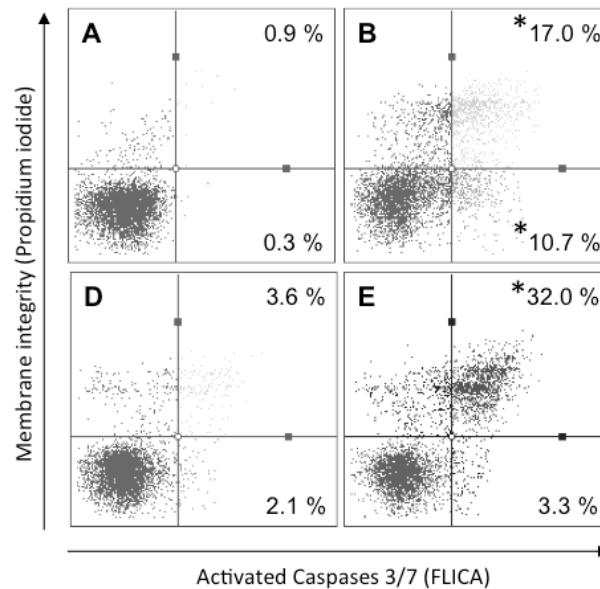 Membrane integrity (Propidium iodide)
A
0.9 %
0.3 %
B
*17.0 %
*10.7 %
D
3.6 %
2.1 %
E
*32.0 %
3.3 %
Activated Caspases 3/7 (FLICA)